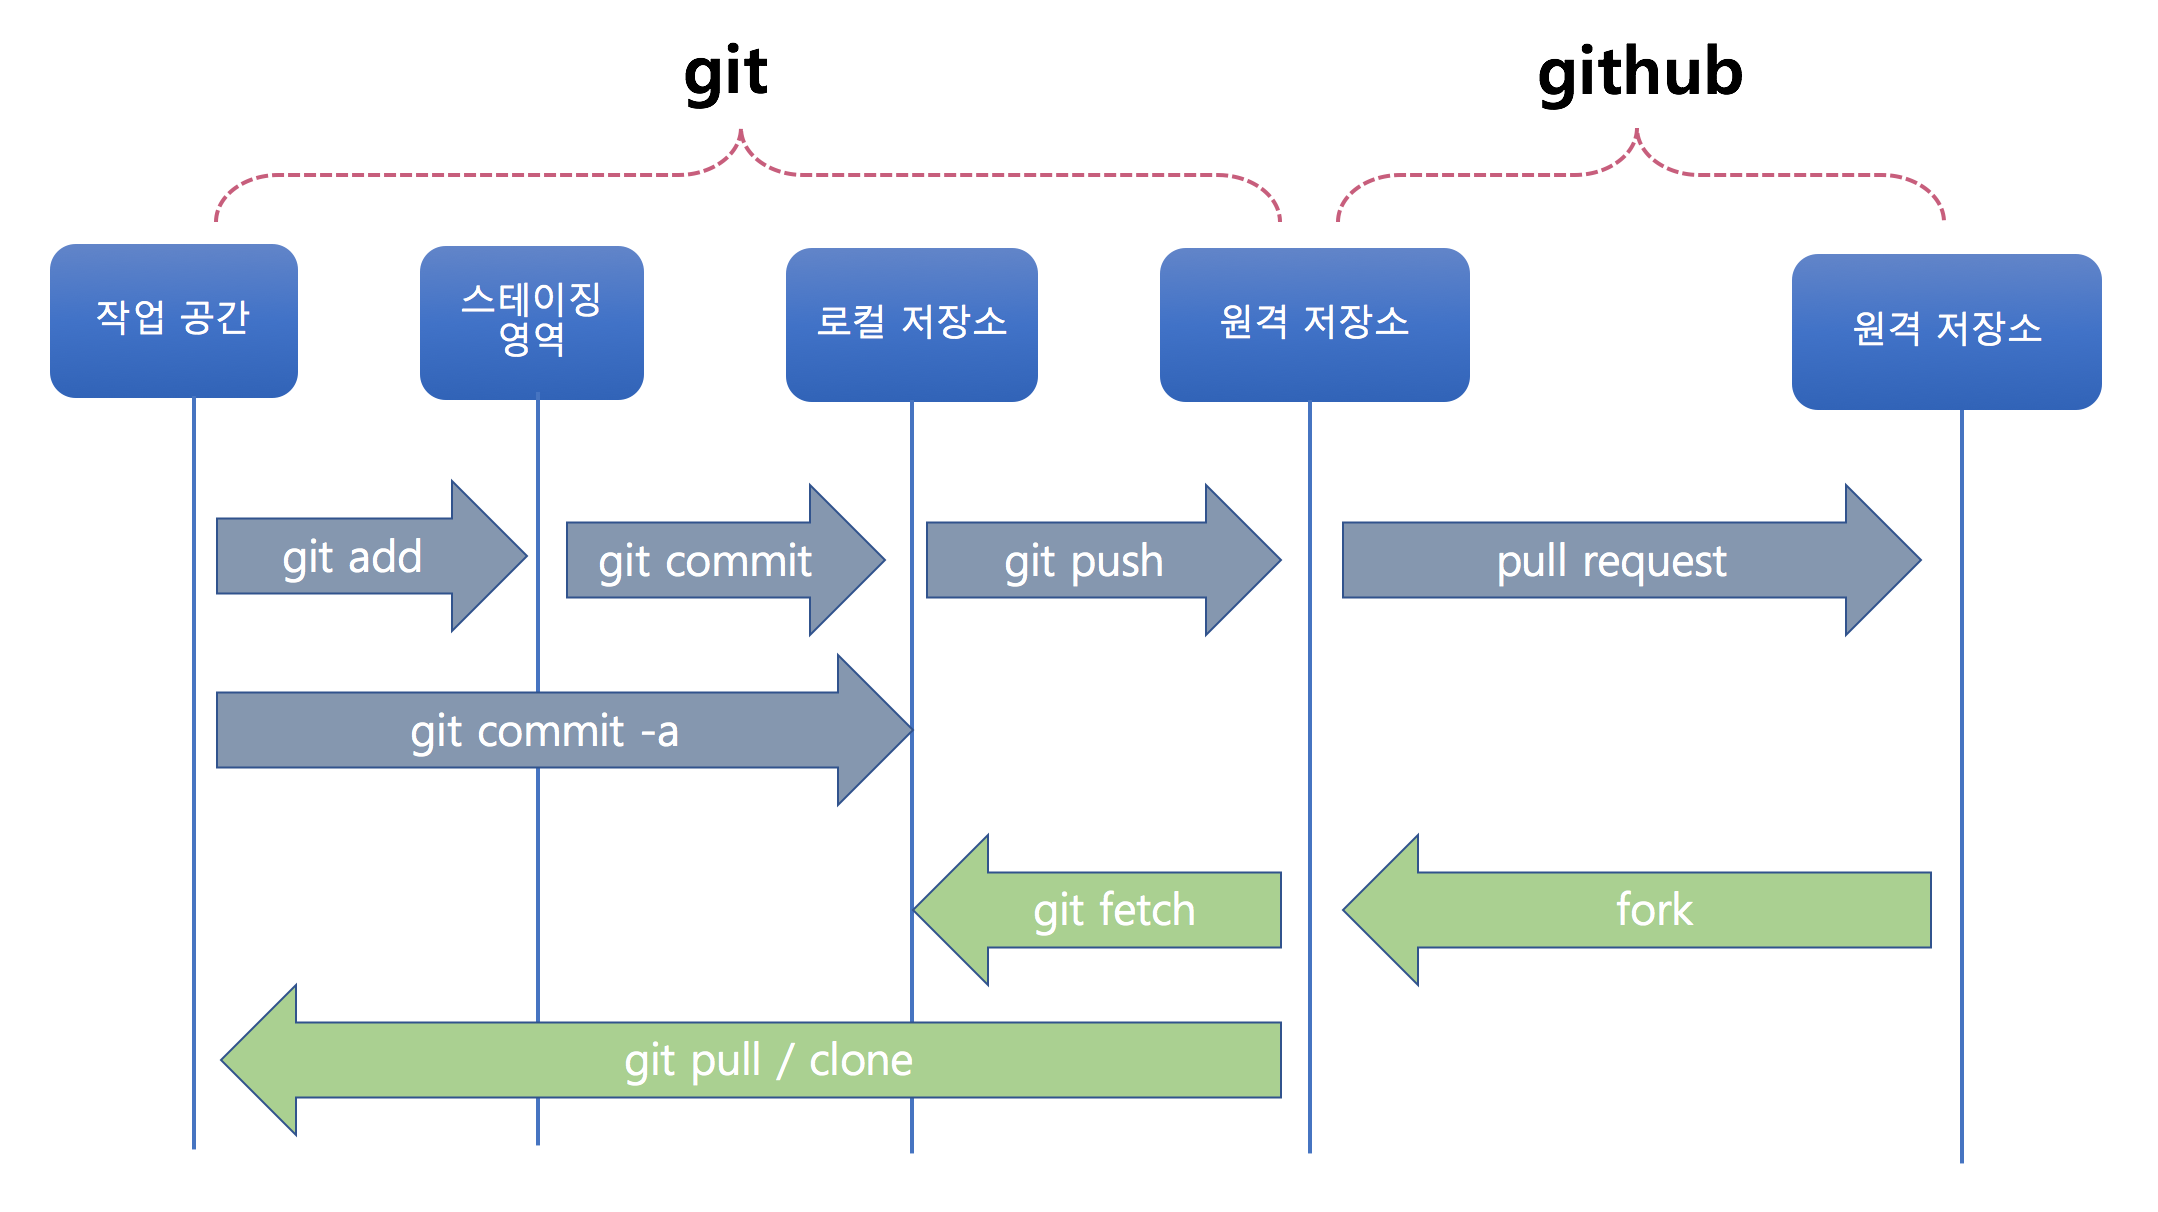 git
github
작업 공간
스테이징
영역
로컬 저장소
원격 저장소
원격 저장소
git add
git commit
git push
pull request
git commit -a
git fetch
fork
git pull / clone